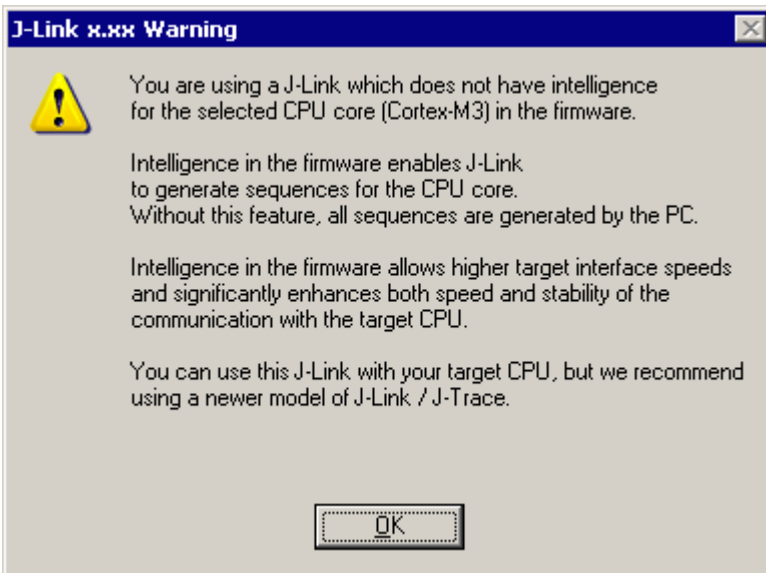 J-Link x.xx Warning
You are using a J-Link which does not have intelligence
for the selected CPU core (Cortex-M3) in the firmware.
Intelligence in the firmware enables J-Link
to generate sequences for the CPU core.
Without this feature, all sequences are generated by the PC.
Intelligence in the firmware allows higher target interface speeds
and significantly enhances both speed and stability of the
communication with the target CPU.
You can use this J-Link with your target CPU, but we recommend
using a newer model of J-Link / J-Trace.
OK